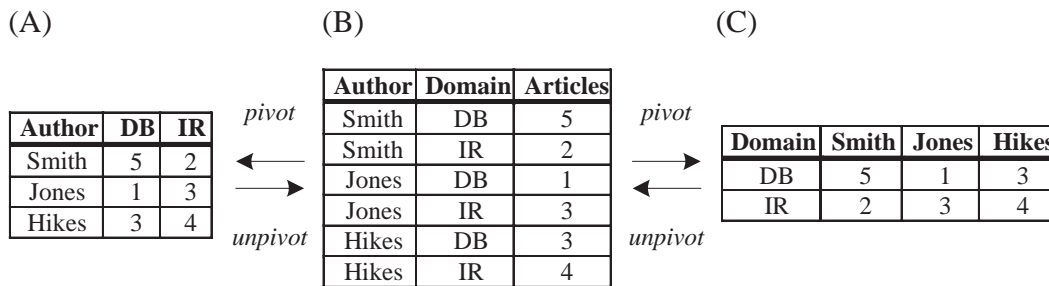 (A) (B) (C)
Author Domain Articles
pivot Smith DB 5 pivot
Author DB IR
Smith IR 2
Domain Smith Jones Hikes
Smith 5 2
Jones DB 1
DB 5 1 3
Jones 1 3
Jones IR 3
IR 2 3 4
Hikes 3 4
unpivot Hikes DB 3 unpivot
Hikes IR 4